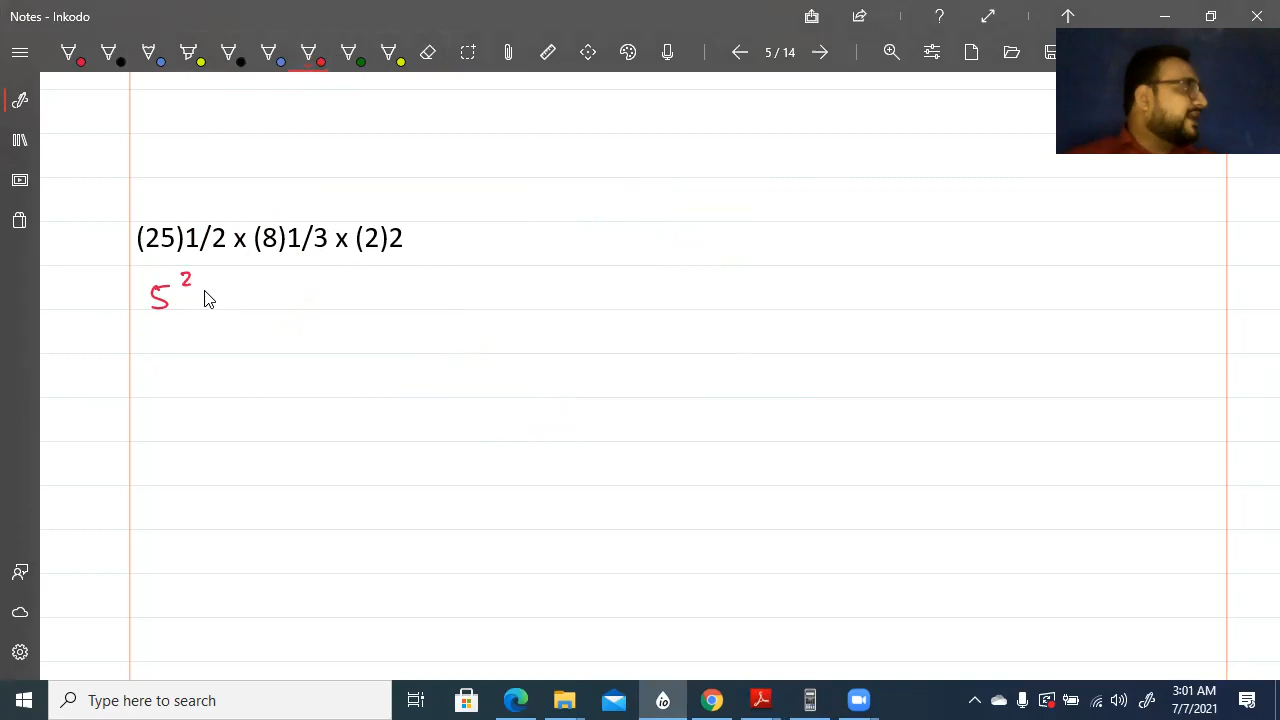 Notes - Inkodo
5 / 14
(25)1/2 x (8)1/3 x (2)2
5 2
Type here to search
3:01 AM
7/7/2021